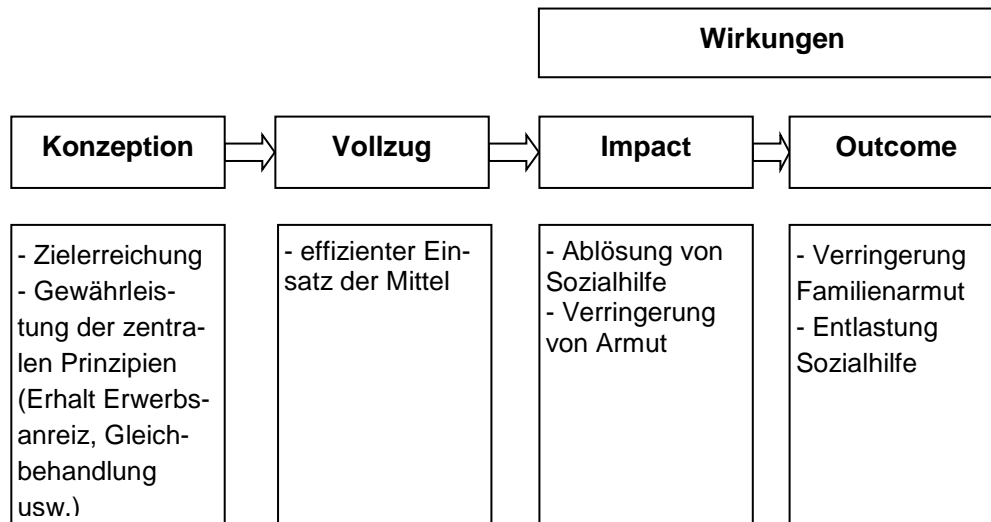 Wirkungen
Konzeption
Vollzug
Impact
Outcome
- Zielerreichung
- Gewährleis-
tung der zentra-
len Prinzipien
(Erhalt Erwerbs-
anreiz, Gleich-
behandlung
usw.)
- effizienter Ein-
satz der Mittel
- Ablösung von
Sozialhilfe
- Verringerung
von Armut
- Verringerung
Familienarmut
- Entlastung
Sozialhilfe